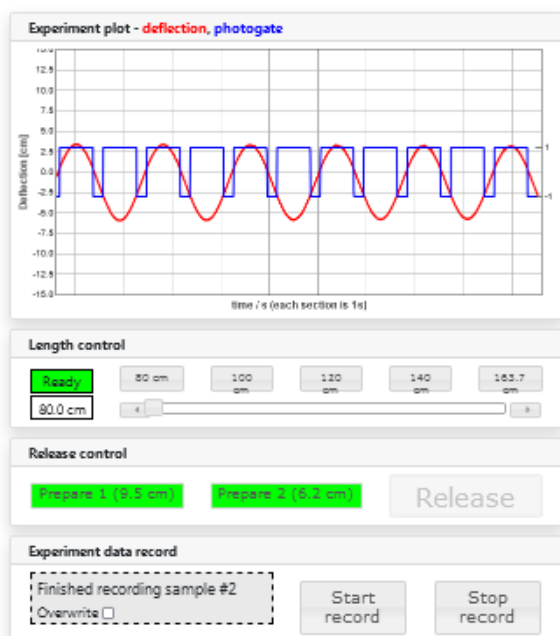 Experiment plot - deflection, photogate
15.0
12.5
10.0
7.5
5.0
2.5
0.0
-2.5
-5.0
-7.5
-10.0
-12.5
-15.0
Deflection [cm]
1
-1
time / s (each section is 1s)
Length control
Ready
80 cm
100 cm
120 cm
140 cm
163.7 cm
80.0 cm
Release control
Prepare 1 (9.5 cm)
Prepare 2 (6.2 cm)
Release
Experiment data record
Finished recording sample #2
Overwrite
Start
record
Stop
record